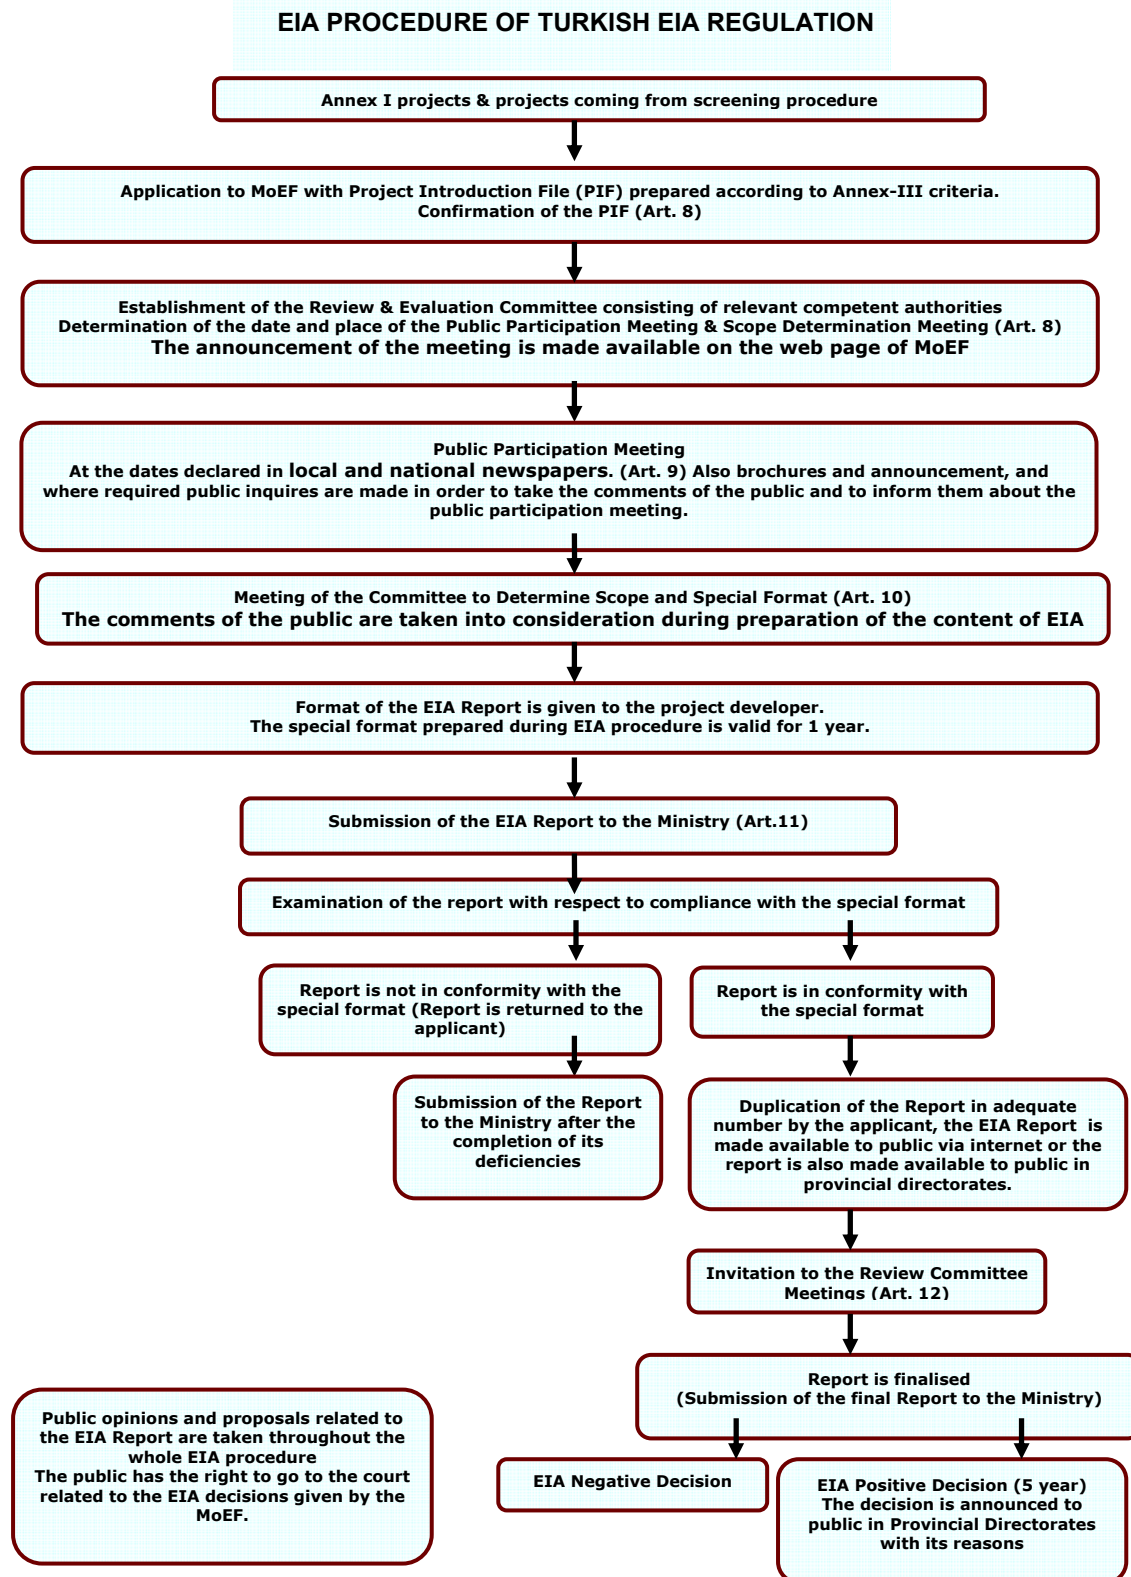 EIA PROCEDURE OF TURKISH EIA REGULATION
Annex I projects & projects coming from screening procedure
Application to MoEF with Project Introduction File (PIF) prepared according to Annex-III criteria.
Confirmation of the PIF (Art. 8)
Establishment of the Review & Evaluation Committee consisting of relevant competent authorities
Determination of the date and place of the Public Participation Meeting & Scope Determination Meeting (Art. 8)
The announcement of the meeting is made available on the web page of MoEF
Public Participation Meeting
At the dates declared in local and national newspapers. (Art. 9) Also brochures and announcement, and
where required public inquires are made in order to take the comments of the public and to inform them about the
public participation meeting.
Meeting of the Committee to Determine Scope and Special Format (Art. 10)
The comments of the public are taken into consideration during preparation of the content of EIA
Format of the EIA Report is given to the project developer.
The special format prepared during EIA procedure is valid for 1 year.
Submission of the EIA Report to the Ministry (Art.11)
Examination of the report with respect to compliance with the special format
Report is not in conformity with the
special format (Report is returned to the
applicant)
Report is in conformity with
the special format
Submission of the Report
to the Ministry after the
completion of its
deficiencies
Duplication of the Report in adequate
number by the applicant, the EIA Report is
made available to public via internet or the
report is also made available to public in
provincial directorates.
Invitation to the Review Committee
Meetings (Art. 12)
Report is finalised
(Submission of the final Report to the Ministry)
Public opinions and proposals related to
the EIA Report are taken throughout the
whole EIA procedure
The public has the right to go to the court
related to the EIA decisions given by the
MoEF.
EIA Negative Decision
EIA Positive Decision (5 year)
The decision is announced to
public in Provincial Directorates
with its reasons